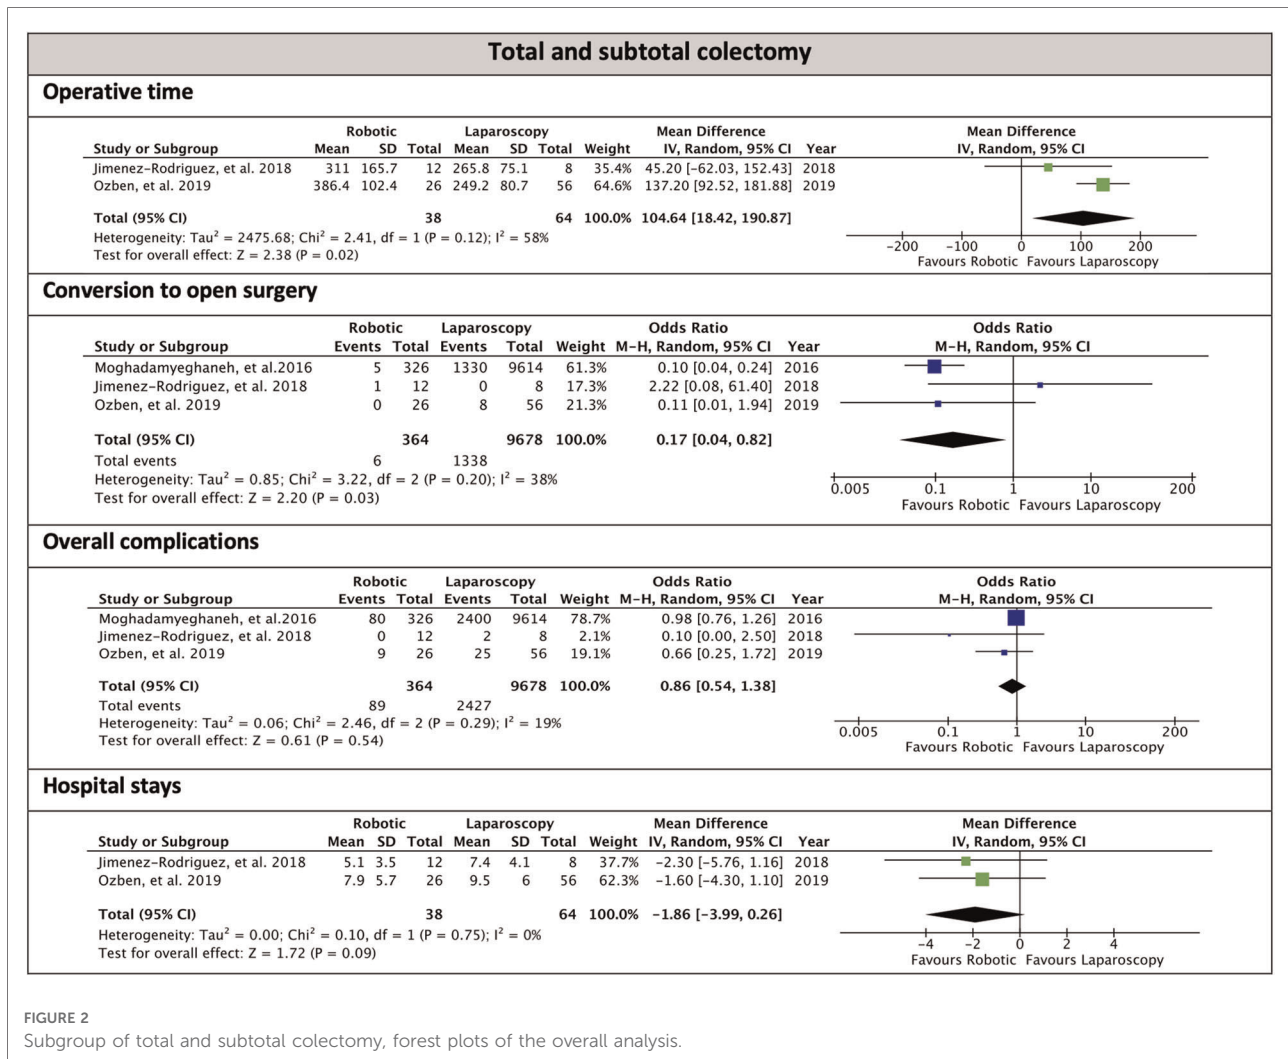 Total and subtotal colectomy
Operative time
Robotic Laparoscopy Mean Difference Mean Difference
Study or Subgroup Mean SD Total Mean SD Total Weight IV, Random, 95% CI Year IV, Random, 95% CI
Jimenez-Rodriguez, et al. 2018 311 165.7 12 265.8 75.1 8 35.4% 45.20 [-62.03, 152.43] 2018
Ozben, et al. 2019 386.4 102.4 26 249.2 80.7 56 64.6% 137.20 [92.52, 181.88] 2019
Total (95% CI) 38 64 100.0% 104.64 [18.42, 190.87]
Heterogeneity: Tau² = 2475.68; Chi² = 2.41, df = 1 (P = 0.12); I² = 58%
Test for overall effect: Z = 2.38 (P = 0.02)
-200 -100 0 100 200
Favours Robotic Favours Laparoscopy
Conversion to open surgery
Robotic Laparoscopy Odds Ratio Odds Ratio
Study or Subgroup Events Total Events Total Weight M-H, Random, 95% CI Year M-H, Random, 95% CI
Moghadamyeghaneh, et al.2016 5 326 1330 9614 61.3% 0.10 [0.04, 0.24] 2016
Jimenez-Rodriguez, et al. 2018 1 12 0 8 17.3% 2.22 [0.08, 61.40] 2018
Ozben, et al. 2019 0 26 8 56 21.3% 0.11 [0.01, 1.94] 2019
Total (95% CI) 364 9678 100.0% 0.17 [0.04, 0.82]
Total events 6 1338
Heterogeneity: Tau² = 0.85; Chi² = 3.22, df = 2 (P = 0.20); I² = 38%
Test for overall effect: Z = 2.20 (P = 0.03)
0.005 0.1 1 10 200
Favours Robotic Favours Laparoscopy
Overall complications
Robotic Laparoscopy Odds Ratio Odds Ratio
Study or Subgroup Events Total Events Total Weight M-H, Random, 95% CI Year M-H, Random, 95% CI
Moghadamyeghaneh, et al.2016 80 326 2400 9614 78.7% 0.98 [0.76, 1.26] 2016
Jimenez-Rodriguez, et al. 2018 0 12 2 8 2.1% 0.10 [0.00, 2.50] 2018
Ozben, et al. 2019 9 26 25 56 19.1% 0.66 [0.25, 1.72] 2019
Total (95% CI) 364 9678 100.0% 0.86 [0.54, 1.38]
Total events 89 2427
Heterogeneity: Tau² = 0.06; Chi² = 2.46, df = 2 (P = 0.29); I² = 19%
Test for overall effect: Z = 0.61 (P = 0.54)
0.005 0.1 1 10 200
Favours Robotic Favours Laparoscopy
Hospital stays
Robotic Laparoscopy Mean Difference Mean Difference
Study or Subgroup Mean SD Total Mean SD Total Weight IV, Random, 95% CI Year IV, Random, 95% CI
Jimenez-Rodriguez, et al. 2018 5.1 3.5 12 7.4 4.1 8 37.7% -2.30 [-5.76, 1.16] 2018
Ozben, et al. 2019 7.9 5.7 26 9.5 6 56 62.3% -1.60 [-4.30, 1.10] 2019
Total (95% CI) 38 64 100.0% -1.86 [-3.99, 0.26]
Heterogeneity: Tau² = 0.00; Chi² = 0.10, df = 1 (P = 0.75); I² = 0%
Test for overall effect: Z = 1.72 (P = 0.09)
-4 -2 0 2 4
Favours Robotic Favours Laparoscopy
FIGURE 2
Subgroup of total and subtotal colectomy, forest plots of the overall analysis.